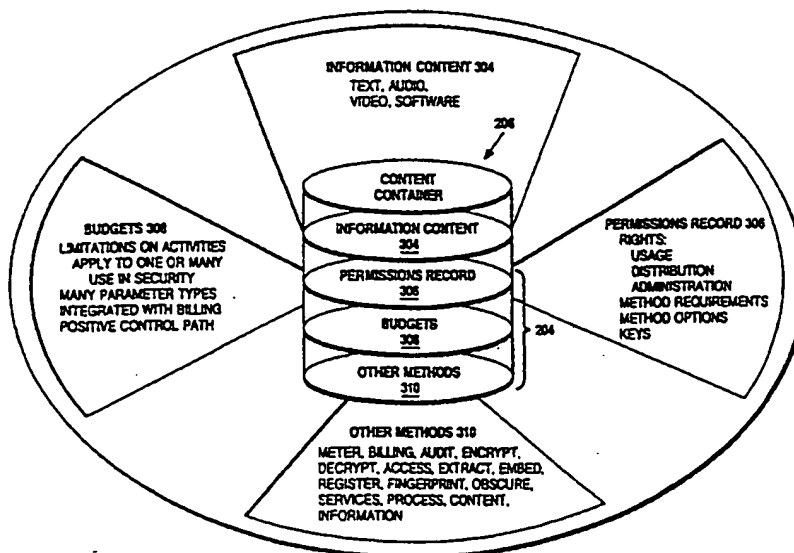 INFORMATION CONTENT 304
TEXT, AUDIO,
VIDEO, SOFTWARE
206
CONTENT
CONTAINER
INFORMATION CONTENT
304
PERMISSIONS RECORD
306
BUDGETS
308
OTHER METHODS
310
204
BUDGETS 308
LIMITATIONS ON ACTIVITIES
APPLY TO ONE OR MANY
USE IN SECURITY
MANY PARAMETER TYPES
INTEGRATED WITH BILLING
POSITIVE CONTROL PATH
PERMISSIONS RECORD 306
RIGHTS:
USAGE
DISTRIBUTION
ADMINISTRATION
METHOD REQUIREMENTS
METHOD OPTIONS
KEYS
OTHER METHODS 310
METER, BILLING, AUDIT, ENCRYPT,
DECRYPT, ACCESS, EXTRACT, EMBED,
REGISTER, FINGERPRINT, OBSCURE,
SERVICES, PROCESS, CONTENT,
INFORMATION